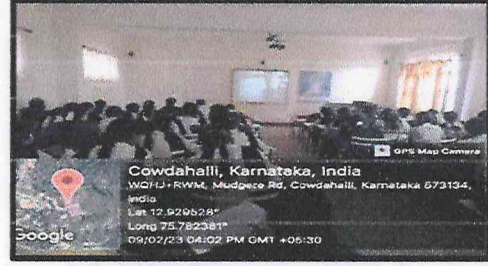 GPS Map Camera
Cowdahalli, Karnataka, India
WQHJ+RWM, Mudgere Rd, Cowdahalli, Karnataka 573134,
India
Lat 12.929528°
Long 75.782381°
09/02/23 04:02 PM GMT +05:30
Google